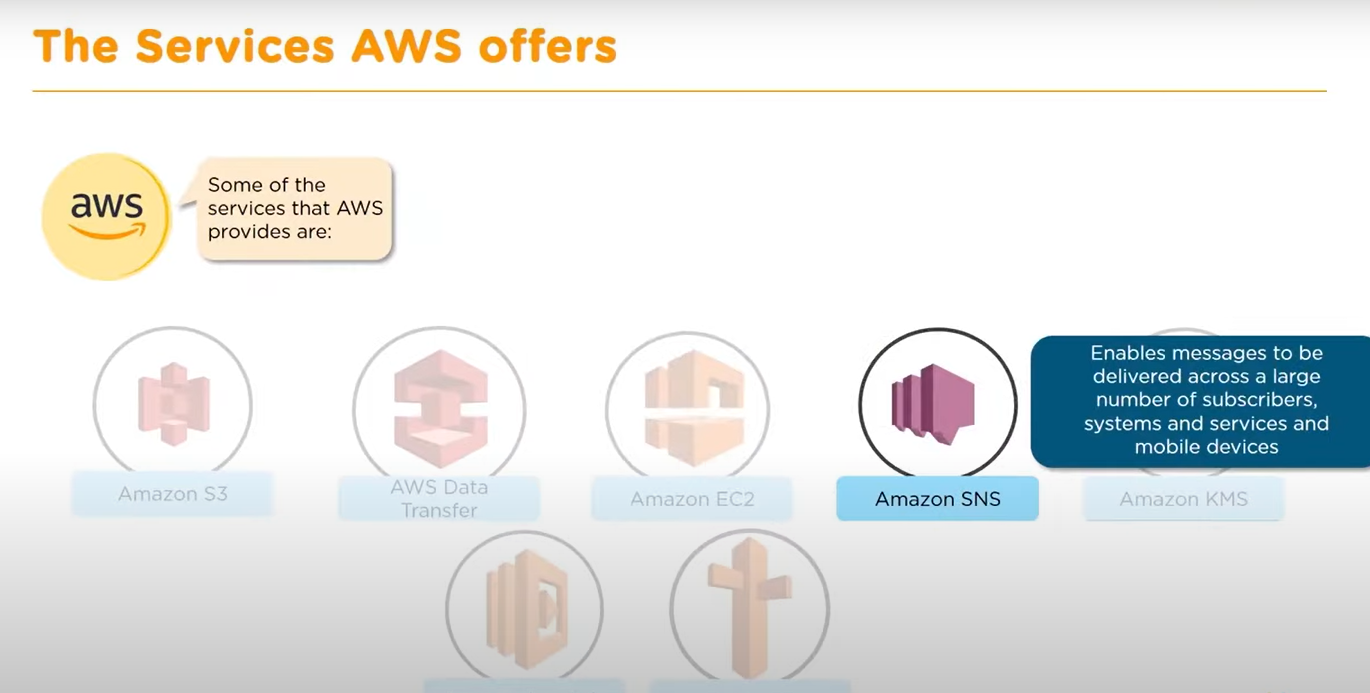 The Services AWS offers
aws
Some of the
services that AWS
provides are:
Enables messages to be
delivered across a large
number of subscribers,
systems and services and
mobile devices
Amazon S3
AWS Data
Transfer
Amazon EC2
Amazon SNS
Amazon KMS